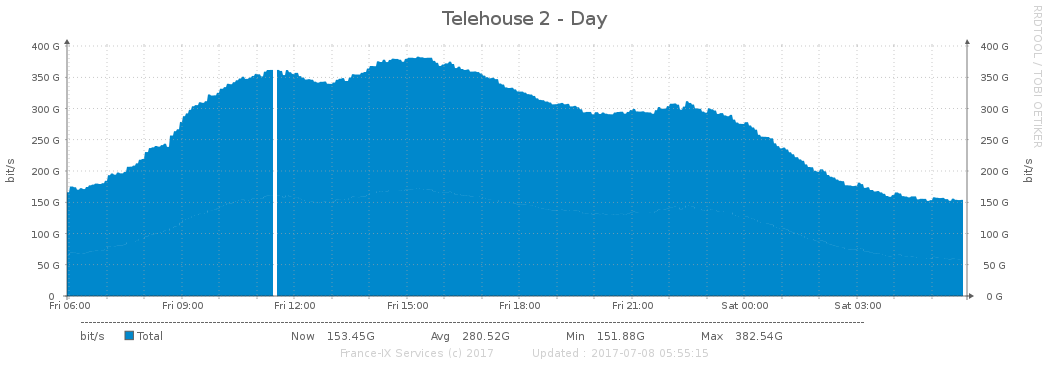 Telehouse 2 - Day
RRDTOOL / TOBI OETIKER
bit/s
400 G
350 G
300 G
250 G
200 G
150 G
100 G
50 G
0
400 G
350 G
300 G
250 G
200 G
150 G
100 G
50 G
0 G
bit/s
Fri 06:00 Fri 09:00 Fri 12:00 Fri 15:00 Fri 18:00 Fri 21:00 Sat 00:00 Sat 03:00
bit/s Total Now 153.45G Avg 280.52G Min 151.88G Max 382.54G
France-IX Services (c) 2017 Updated : 2017-07-08 05:55:15